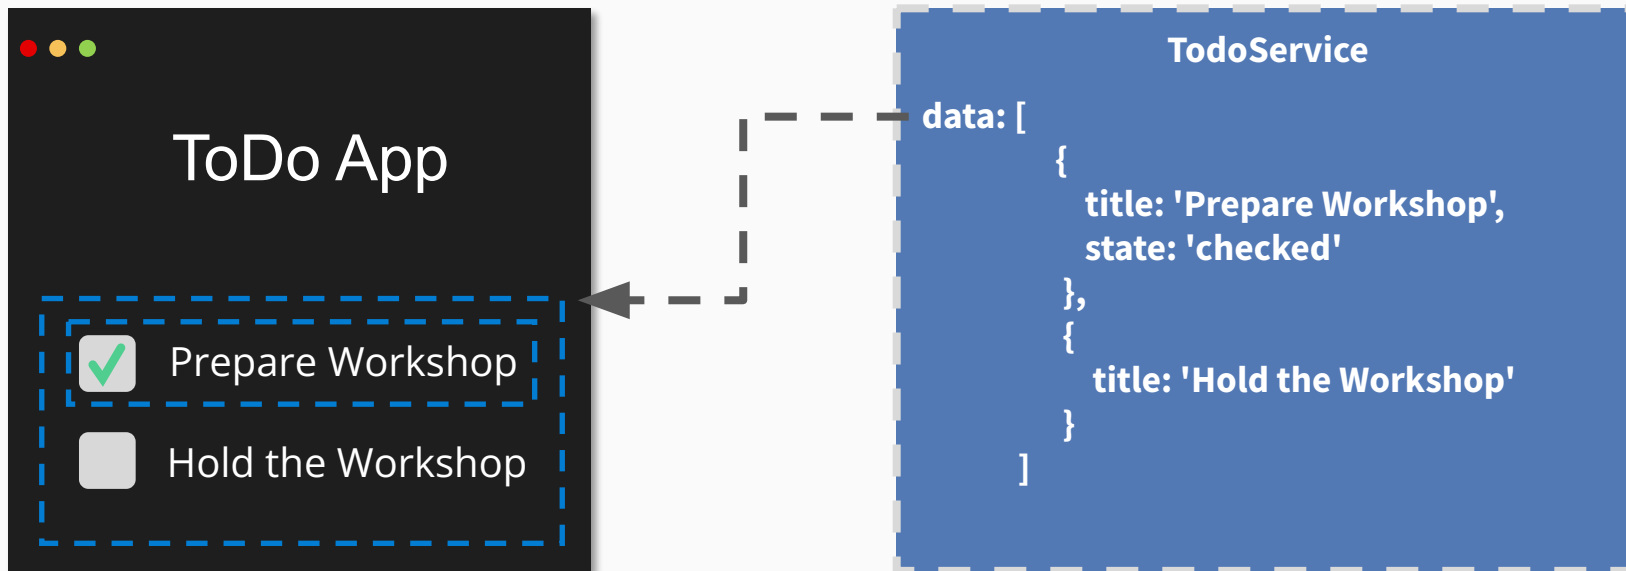 ToDo App
Prepare Workshop
Hold the Workshop
TodoService
data: [
{
title: 'Prepare Workshop',
state: 'checked'
},
{
title: 'Hold the Workshop'
}
]